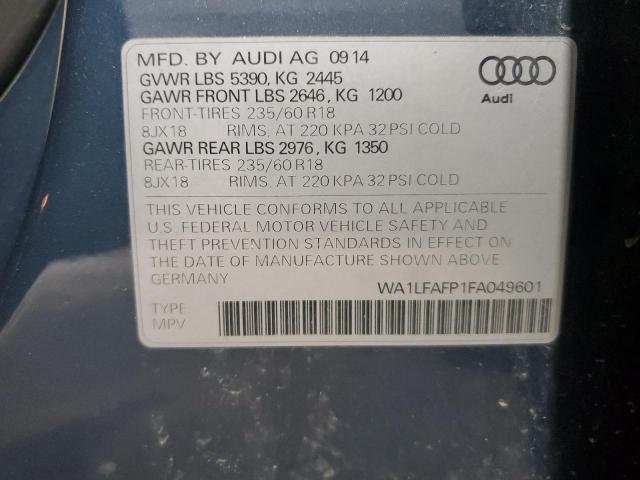 MFD. BY AUDI AG 09 14
GVWR LBS 5390, KG 2445
GAWR FRONT LBS 2646, KG 1200
FRONT-TIRES 235/60 R18
8JX18 RIMS, AT 220 KPA 32 PSI COLD
GAWR REAR LBS 2976, KG 1350
REAR-TIRES 235/60 R18
8JX18 RIMS, AT 220 KPA 32 PSI COLD
Audi
THIS VEHICLE CONFORMS TO ALL APPLICABLE
U.S. FEDERAL MOTOR VEHICLE SAFETY AND
THEFT PREVENTION STANDARDS IN EFFECT ON
THE DATE OF MANUFACTURE SHOWN ABOVE
GERMANY
WA1LFAFP1FA049601
TYPE:
MPV